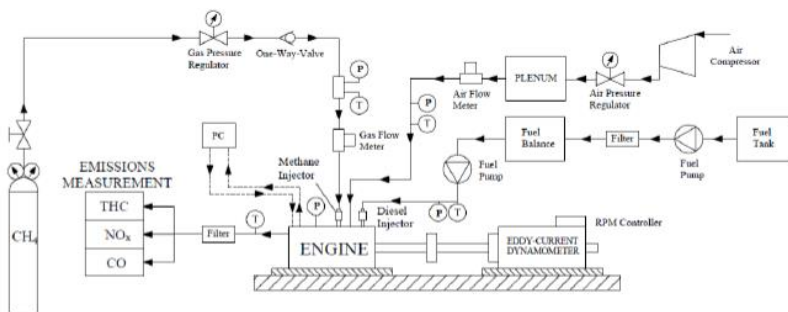 Gas Pressure
Regulator
One-Way-Valve
P
T
Gas Flow
Meter
Air Flow
Meter
PLENUM
Air Pressure
Regulator
Air
Compressor
P
T
PC
Methane
Injector
Fuel
Pump
Fuel
Balance
Filter
Fuel
Pump
Fuel
Tank
EMISSIONS
MEASUREMENT
THC
NOx
CO
CH4
Filter
T
P
P T
Diesel
Injector
ENGINE
RPM Controller
EDDY-CURRENT
DYNAMOMETER